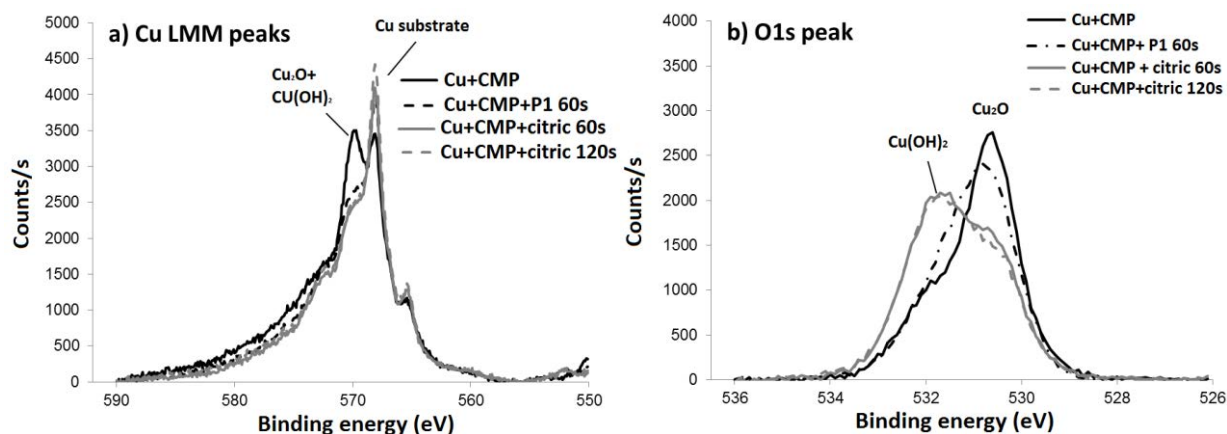 a) Cu LMM peaks
Cu substrate
Cu₂O+
CU(OH)₂
Cu+CMP
Cu+CMP+P1 60s
Cu+CMP+citric 60s
Cu+CMP+citric 120s
Counts/s
5000
4500
4000
3500
3000
2500
2000
1500
1000
500
0
590
580
570
560
550
Binding energy (eV)
b) O1s peak
Cu+CMP
Cu+CMP+ P1 60s
Cu+CMP + citric 60s
Cu+CMP+citric 120s
Cu₂O
Cu(OH)₂
Counts/s
4000
3500
3000
2500
2000
1500
1000
500
0
536
534
532
530
528
526
Binding energy (eV)